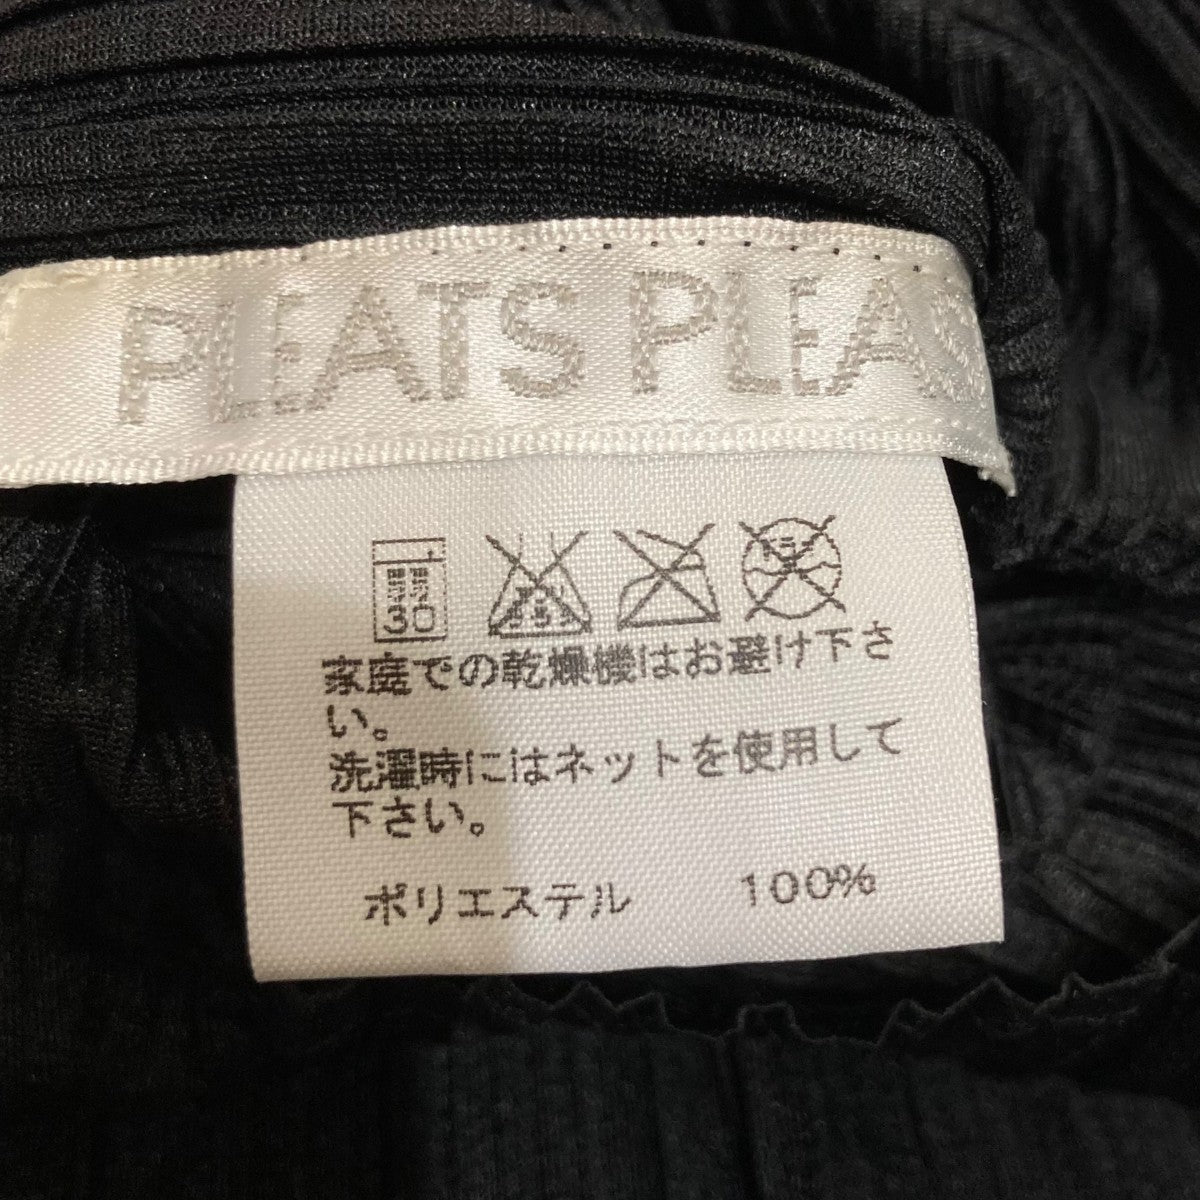 PLEATS PLEAS
30
家庭での乾燥機はお避け下さ
い。
洗濯時にはネットを使用して
下さい。
ポリエステル 100%